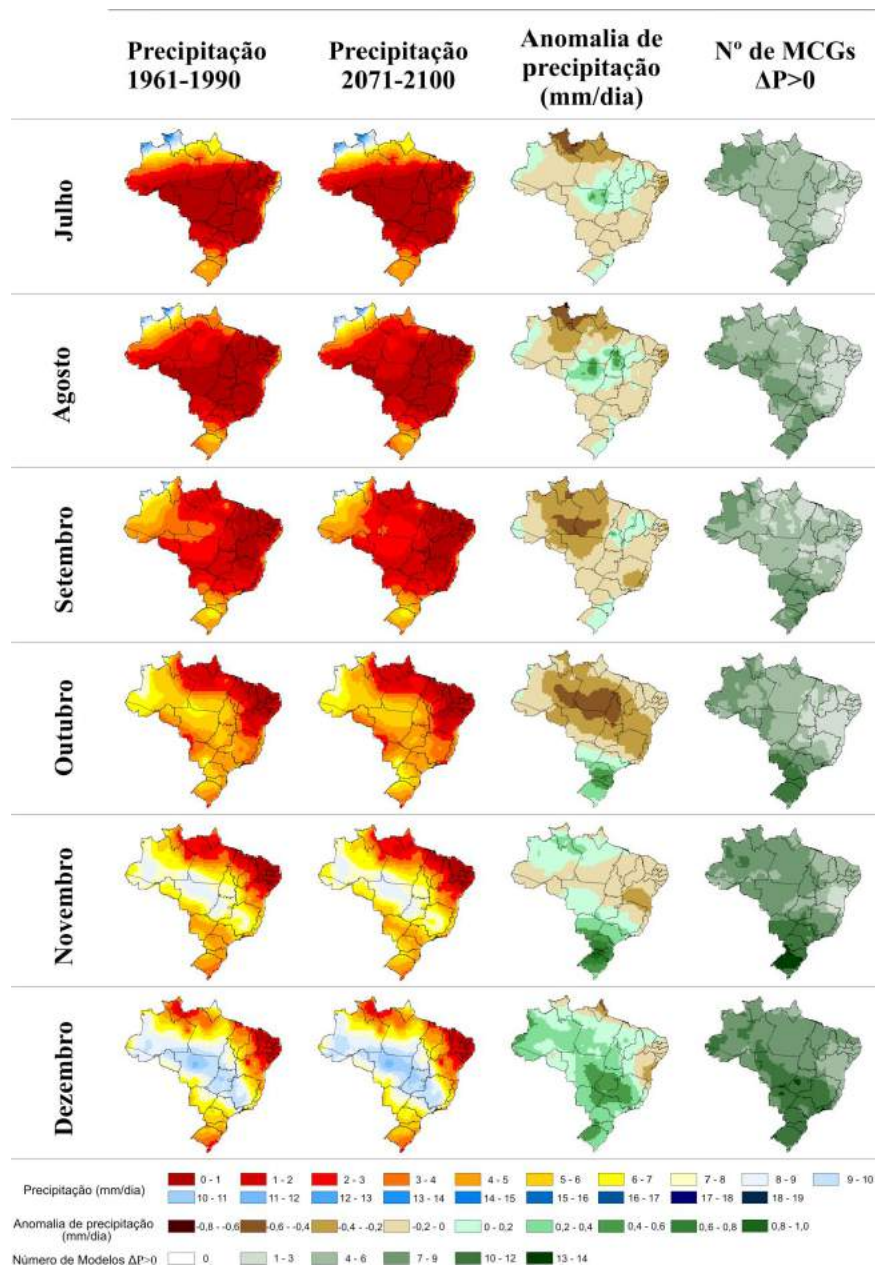 Precipitação
1961-1990
Precipitação
2071-2100
Anomalia de
precipitação
(mm/dia)
Nº de MCGs
ΔP>0
Julho
Agosto
Setembro
Outubro
Novembro
Dezembro
Precipitação (mm/dia)
0 - 1 1 - 2 2 - 3 3 - 4 4 - 5 5 - 6 6 - 7 7 - 8 8 - 9 9 - 10
10 - 11 11 - 12 12 - 13 13 - 14 14 - 15 15 - 16 16 - 17 17 - 18 18 - 19
Anomalia de precipitação
(mm/dia)
-0,8 - -0,6 -0,6 - -0,4 -0,4 - -0,2 -0,2 - 0 0 - 0,2 0,2 - 0,4 0,4 - 0,6 0,6 - 0,8 0,8 - 1,0
Número de Modelos ΔP>0
0 1 - 3 4 - 6 7 - 9 10 - 12 13 - 14